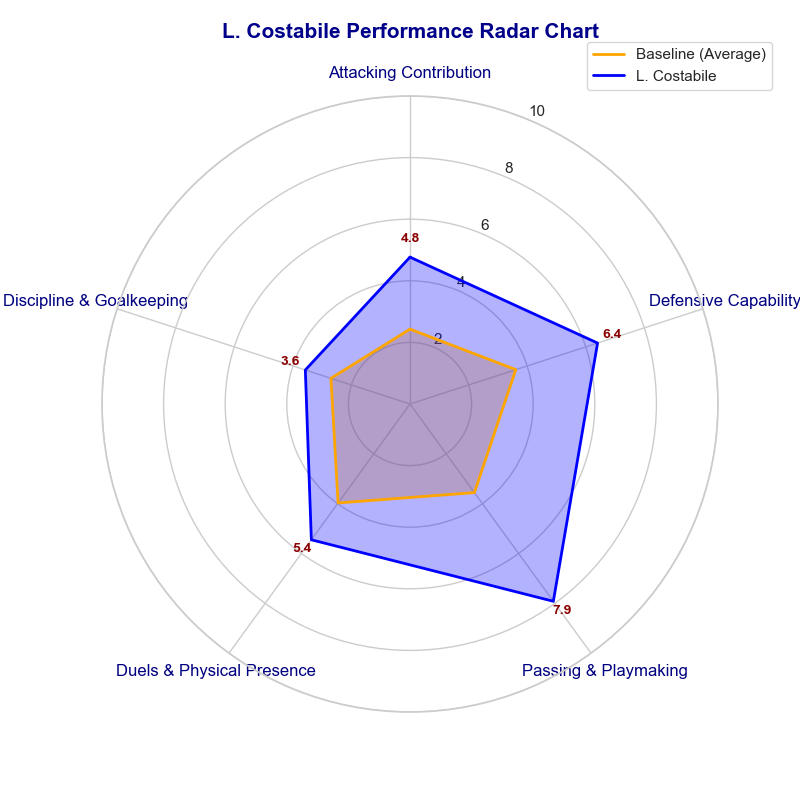 L. Costabile Performance Radar Chart
Baseline (Average)
L. Costabile
Attacking Contribution
10
8
6
4.8
4
2
Discipline & Goalkeeping
Defensive Capability
6.4
3.6
5.4
7.9
Duels & Physical Presence
Passing & Playmaking